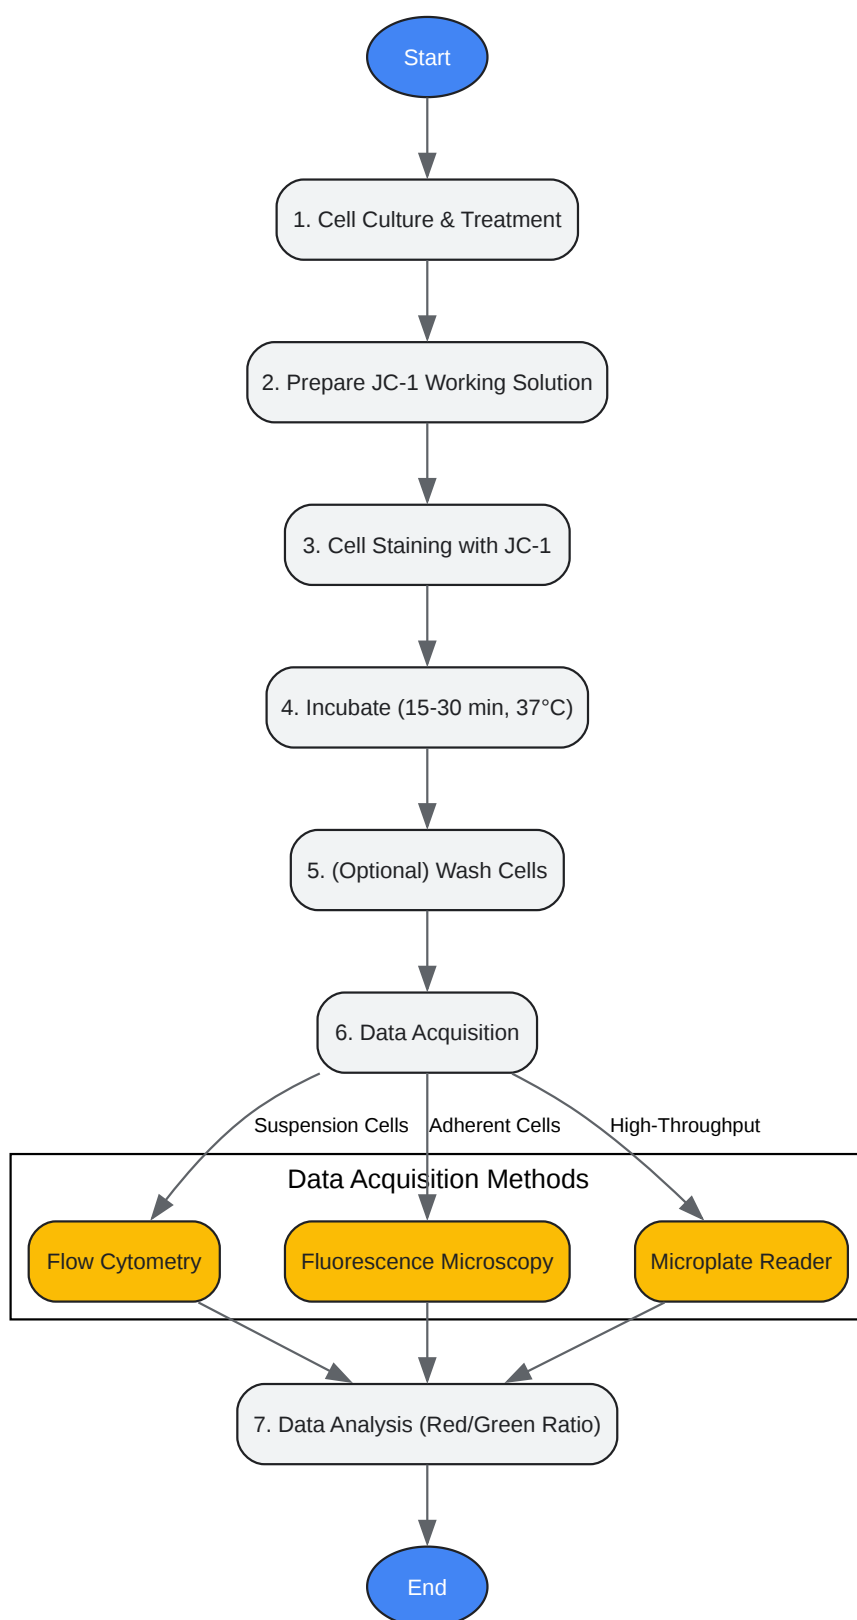 Start
1. Cell Culture & Treatment
2. Prepare JC-1 Working Solution
3. Cell Staining with JC-1
4. Incubate (15-30 min, 37°C)
5. (Optional) Wash Cells
6. Data Acquisition
Suspension Cells
Adherent Cells
High-Throughput
Data Acquisition Methods
Flow Cytometry
Fluorescence Microscopy
Microplate Reader
7. Data Analysis (Red/Green Ratio)
End